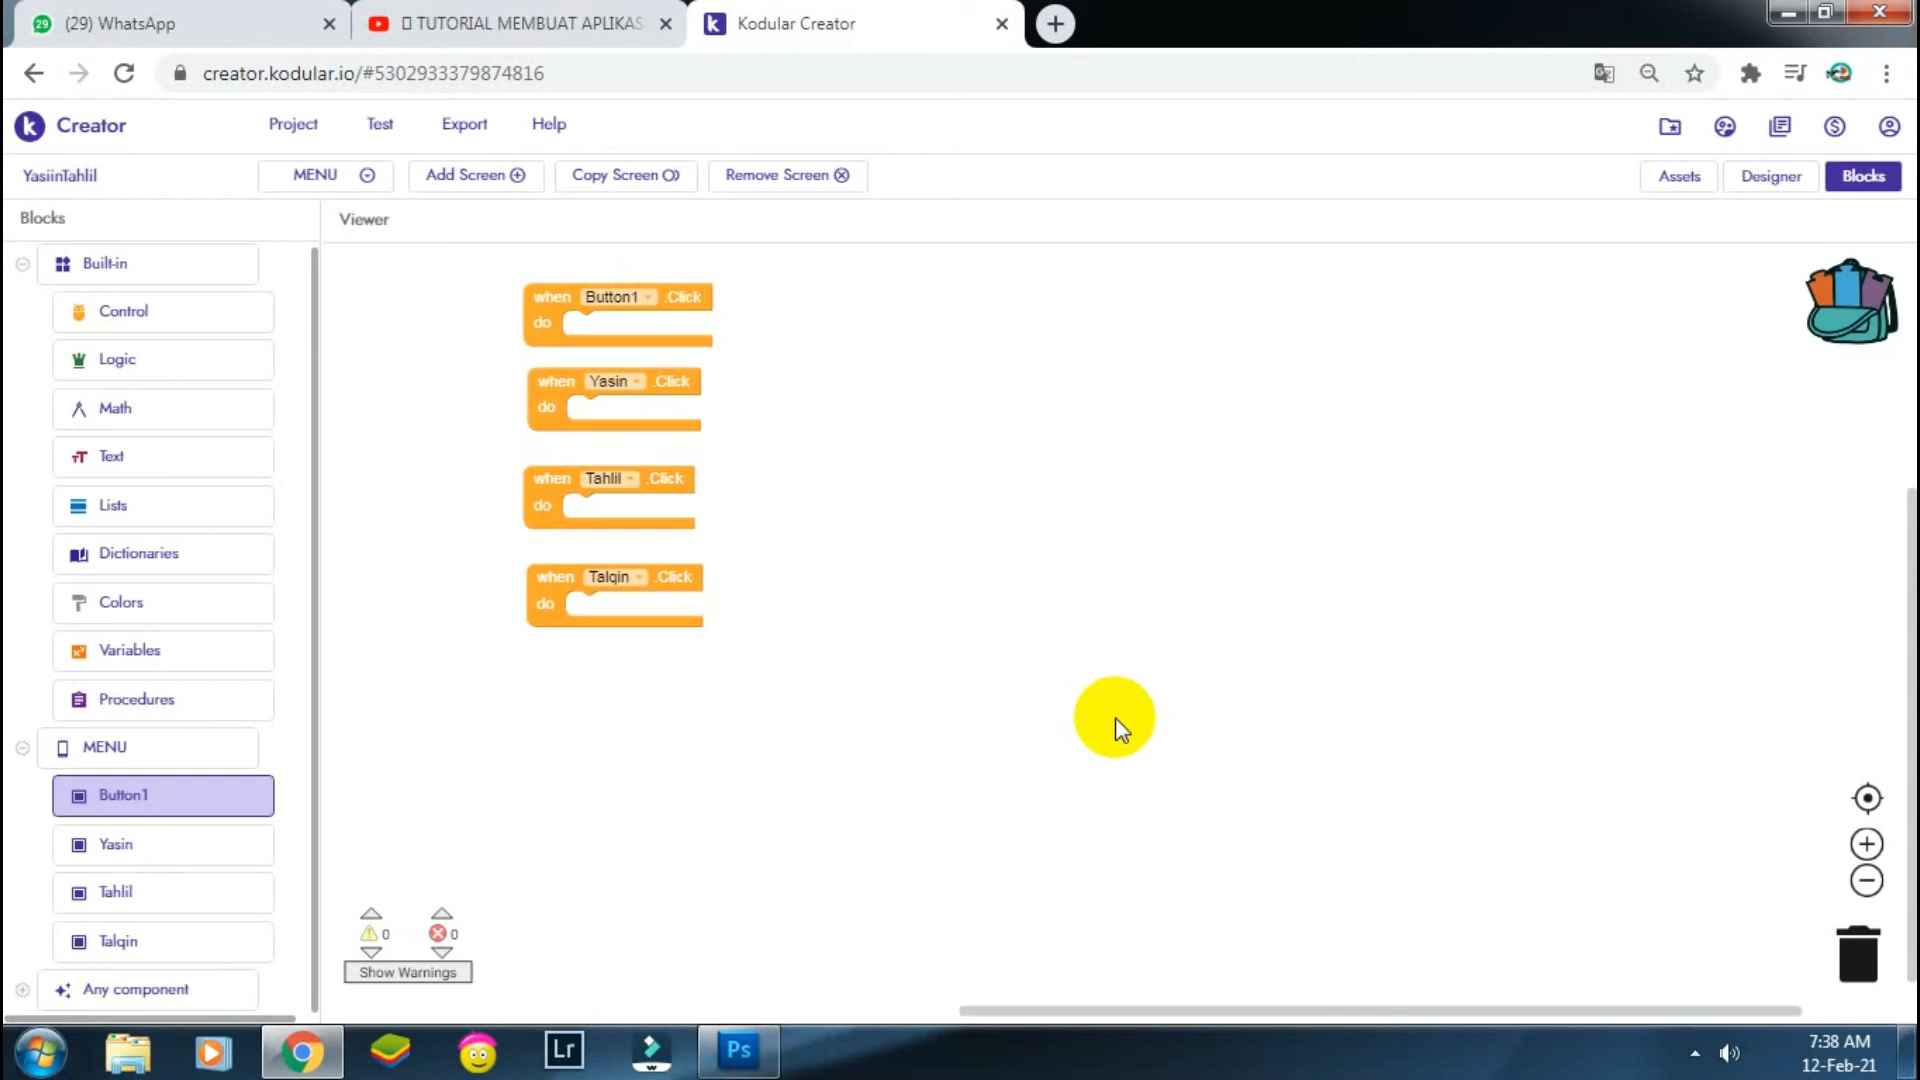 29 (29) WhatsApp
TUTORIAL MEMBUAT APLIKAS
Kodular Creator
creator.kodular.io/#5302933379874816
Creator
Project
Test
Export
Help
YasiinTahlil
MENU
Add Screen
Copy Screen
Remove Screen
Assets
Designer
Blocks
Blocks
Viewer
Built-in
Control
Logic
Math
Text
Lists
Dictionaries
Colors
Variables
Procedures
MENU
Button1
Yasin
Tahlil
Talqin
Any component
when Button1 .Click
do
when Yasin .Click
do
when Tahlil .Click
do
when Talqin .Click
do
0
0
Show Warnings
Lr
W
Ps
7:38 AM
12-Feb-21